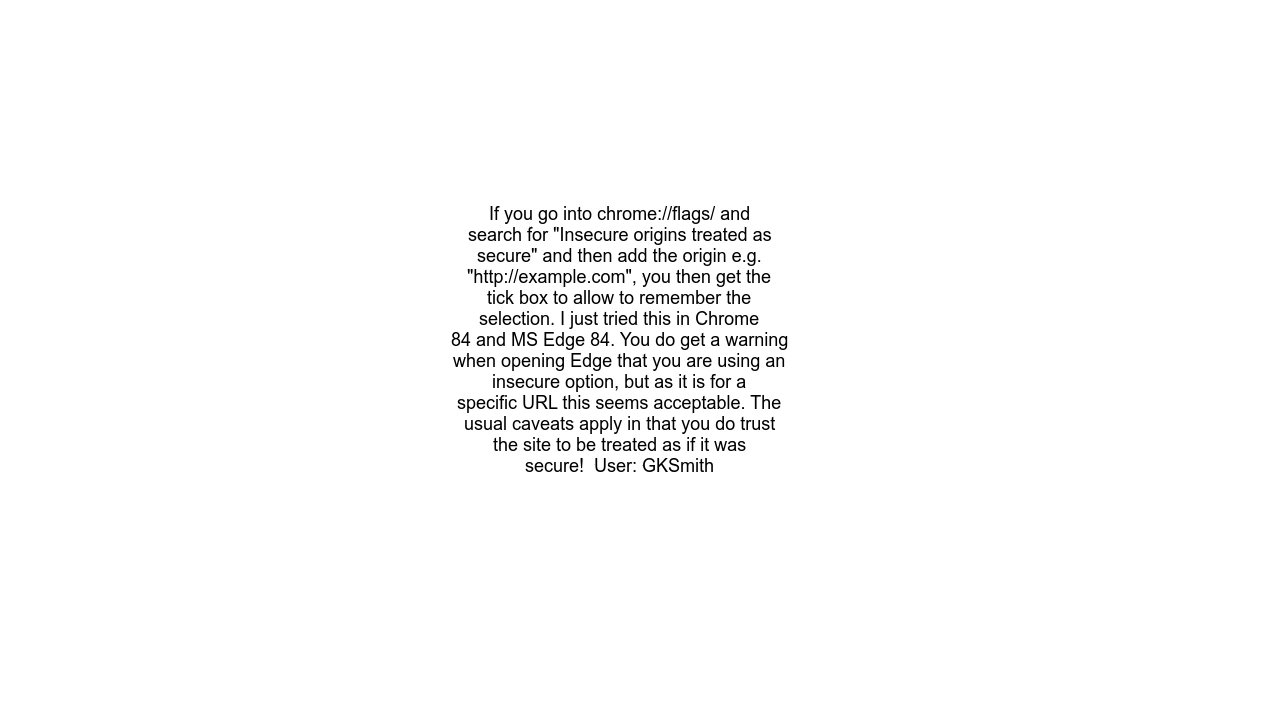 If you go into chrome://flags/ and
search for "Insecure origins treated as
secure" and then add the origin e.g.
"http://example.com", you then get the
tick box to allow to remember the
selection. I just tried this in Chrome
84 and MS Edge 84. You do get a warning
when opening Edge that you are using an
insecure option, but as it is for a
specific URL this seems acceptable. The
usual caveats apply in that you do trust
the site to be treated as if it was
secure!  User: GKSmith